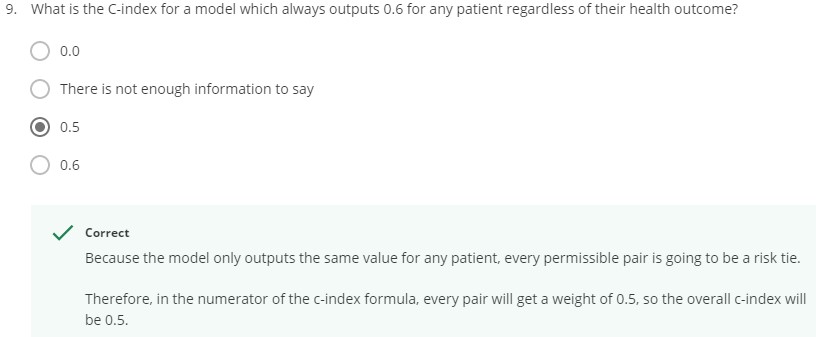 9. What is the C-index for a model which always outputs 0.6 for any patient regardless of their health outcome?
0.0
There is not enough information to say
0.5
0.6
Correct
Because the model only outputs the same value for any patient, every permissible pair is going to be a risk tie.
Therefore, in the numerator of the c-index formula, every pair will get a weight of 0.5, so the overall c-index will
be 0.5.